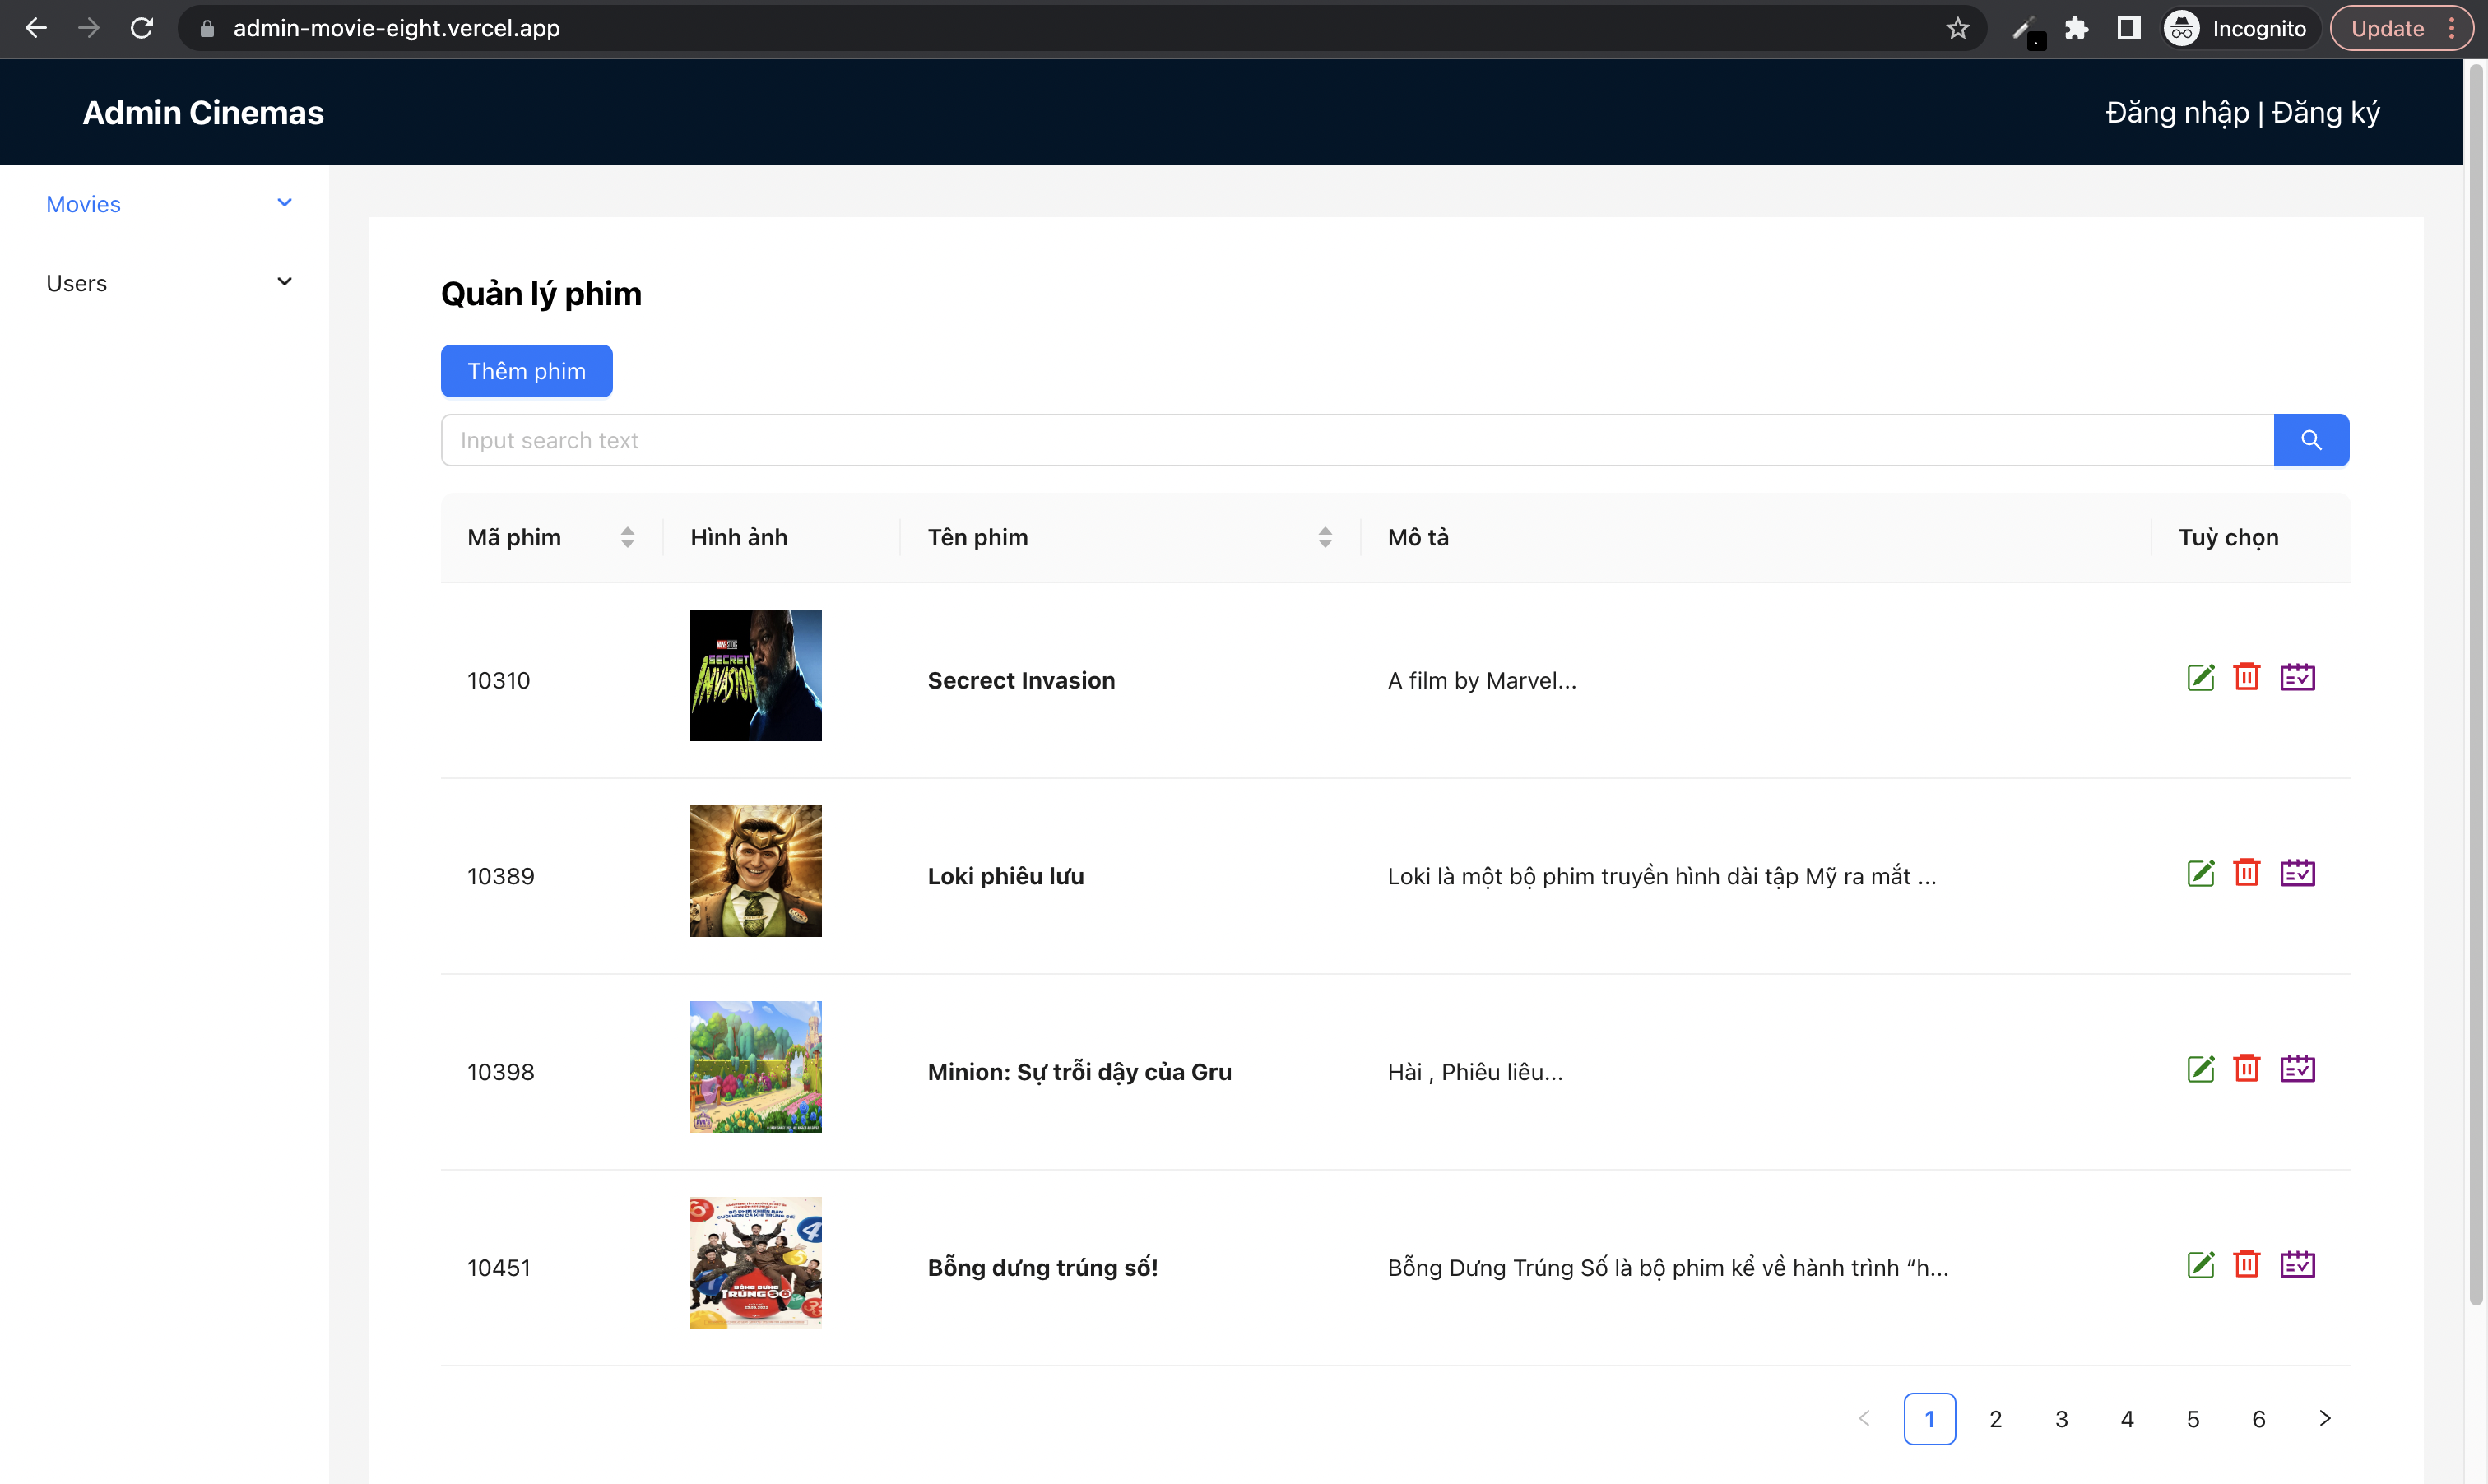 admin-movie-eight.vercel.app
Incognito
Update
Admin Cinemas
Đăng nhập | Đăng ký
Movies
Users
Quản lý phim
Thêm phim
Input search text
Mã phim
Hình ảnh
Tên phim
Mô tả
Tuỳ chọn
10310
SECRET
INVASION
Secrect Invasion
A film by Marvel...
10389
Loki phiêu lưu
Loki là một bộ phim truyền hình dài tập Mỹ ra mắt ...
10398
Minion: Sự trỗi dậy của Gru
Hài , Phiêu liêu...
10451
6
4
BỖNG DƯNG
TRÚNG SỐ
Bỗng dưng trúng số!
Bỗng Dưng Trúng Số là bộ phim kể về hành trình “h...
1
2
3
4
5
6